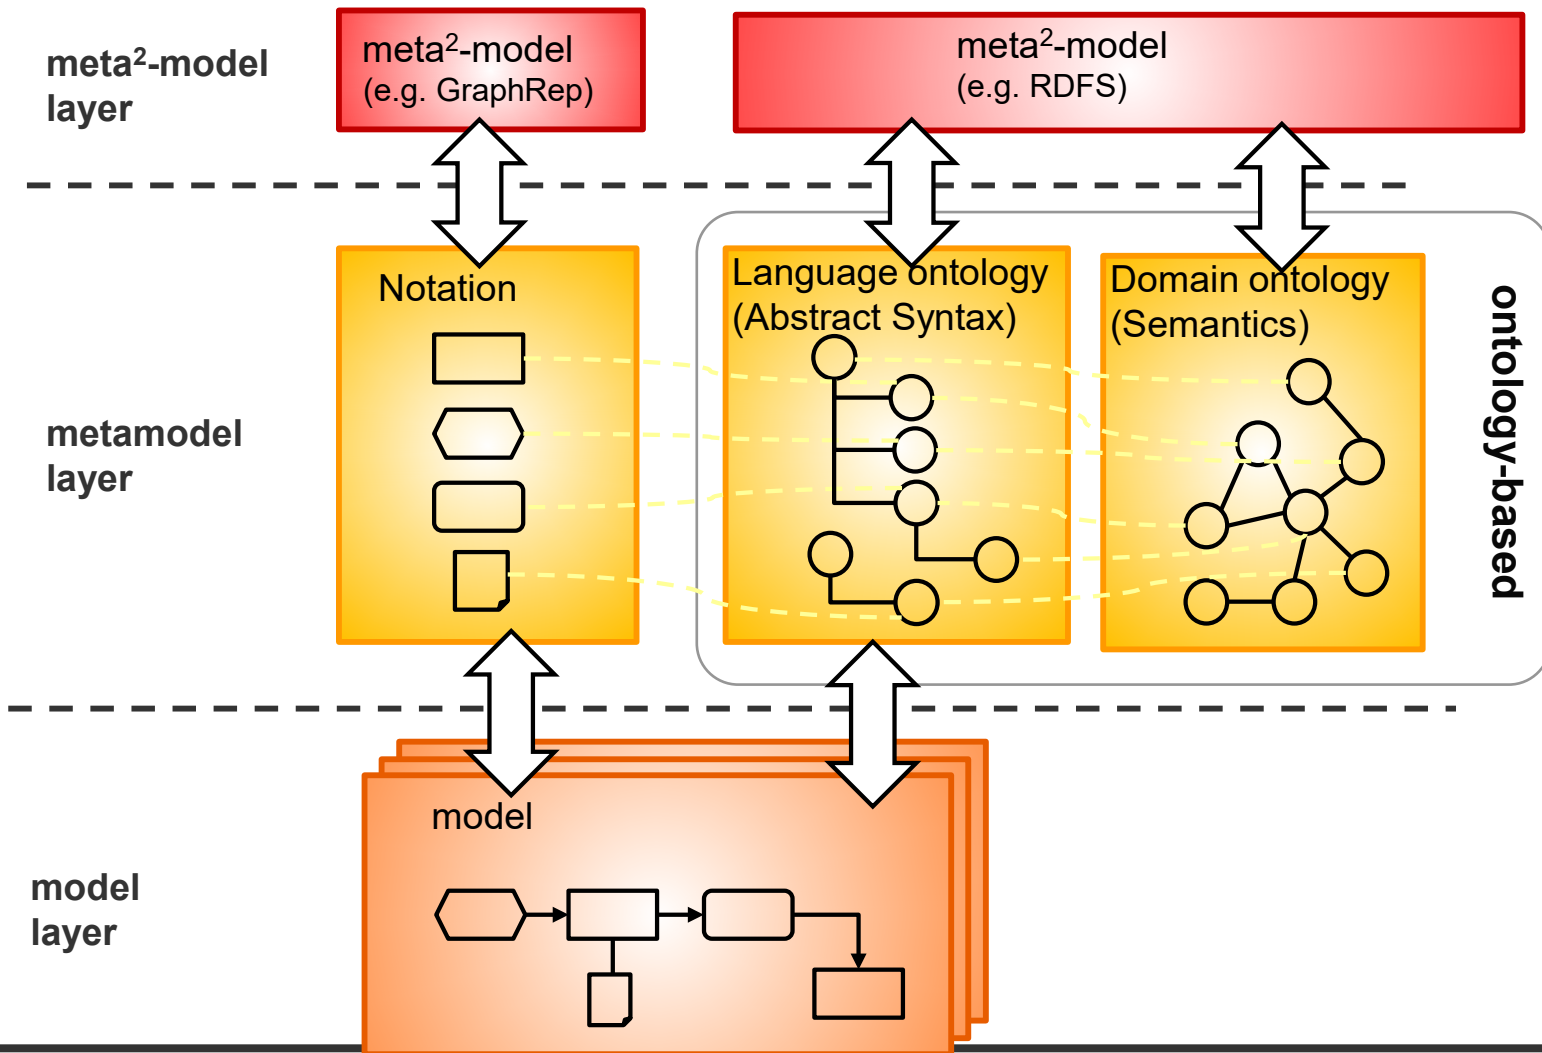 meta²-model
layer
meta²-model
(e.g. GraphRep)
meta²-model
(e.g. RDFS)
metamodel
layer
Notation
Language ontology
(Abstract Syntax)
Domain ontology
(Semantics)
ontology-based
model
layer
model